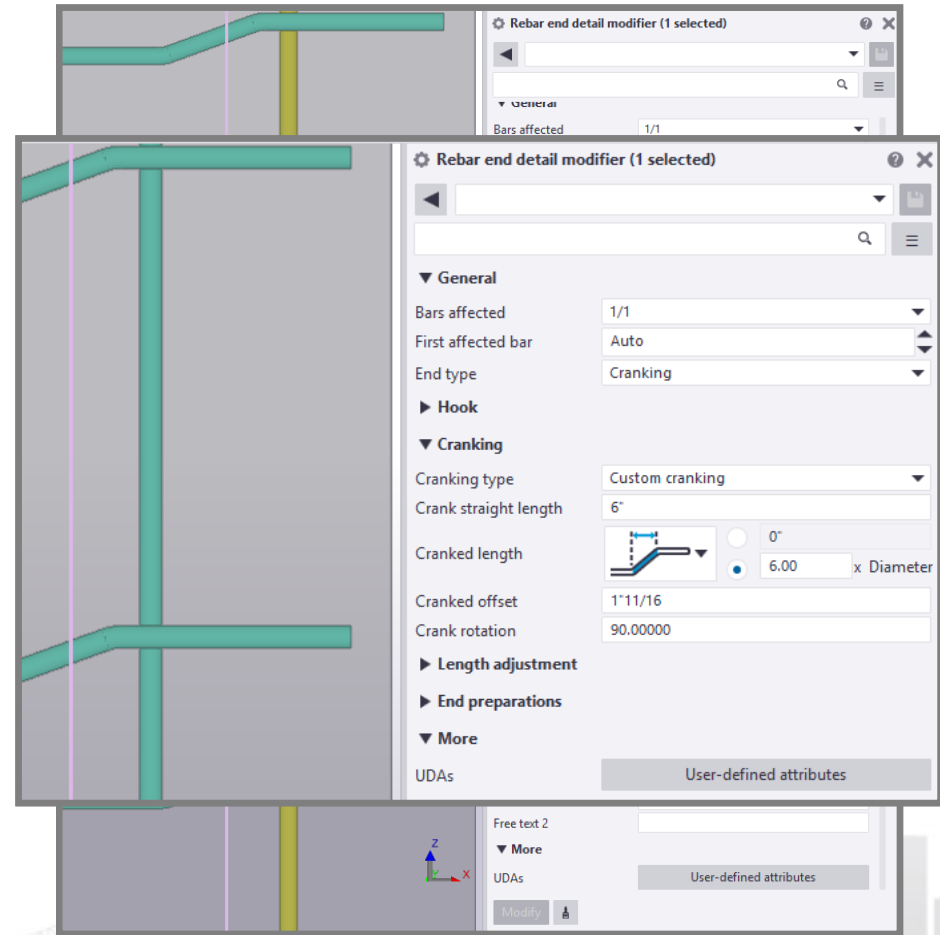 Rebar end detail modifier (1 selected)
General
Bars affected 1/1
Rebar end detail modifier (1 selected)
General
Bars affected 1/1
First affected bar Auto
End type Cranking
Hook
Cranking
Cranking type Custom cranking
Crank straight length 6"
0"
Cranked length 6.00 x Diameter
Cranked offset 1"11/16
Crank rotation 90.00000
Length adjustment
End preparations
More
UDAs User-defined attributes
Free text 2
More
Z
Y X
UDAs User-defined attributes
Modify